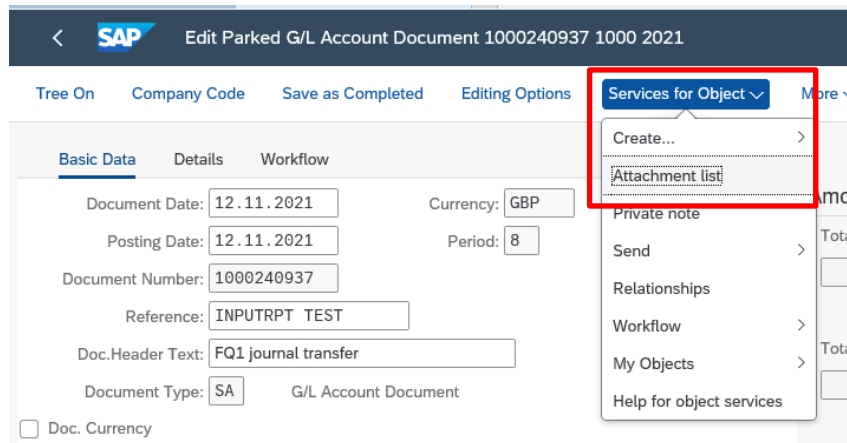 SAP Edit Parked G/L Account Document 1000240937 1000 2021
Tree On Company Code Save as Completed Editing Options Services for Object More
Create...
Basic Data Details Workflow
Attachment list
Document Date: 12.11.2021 Currency: GBP
Private note
Posting Date: 12.11.2021 Period: 8
Send
Document Number: 1000240937
Relationships
Reference: INPUTRPT TEST
Workflow
Doc.Header Text: FQ1 journal transfer
My Objects
Document Type: SA G/L Account Document
Help for object services
Doc. Currency